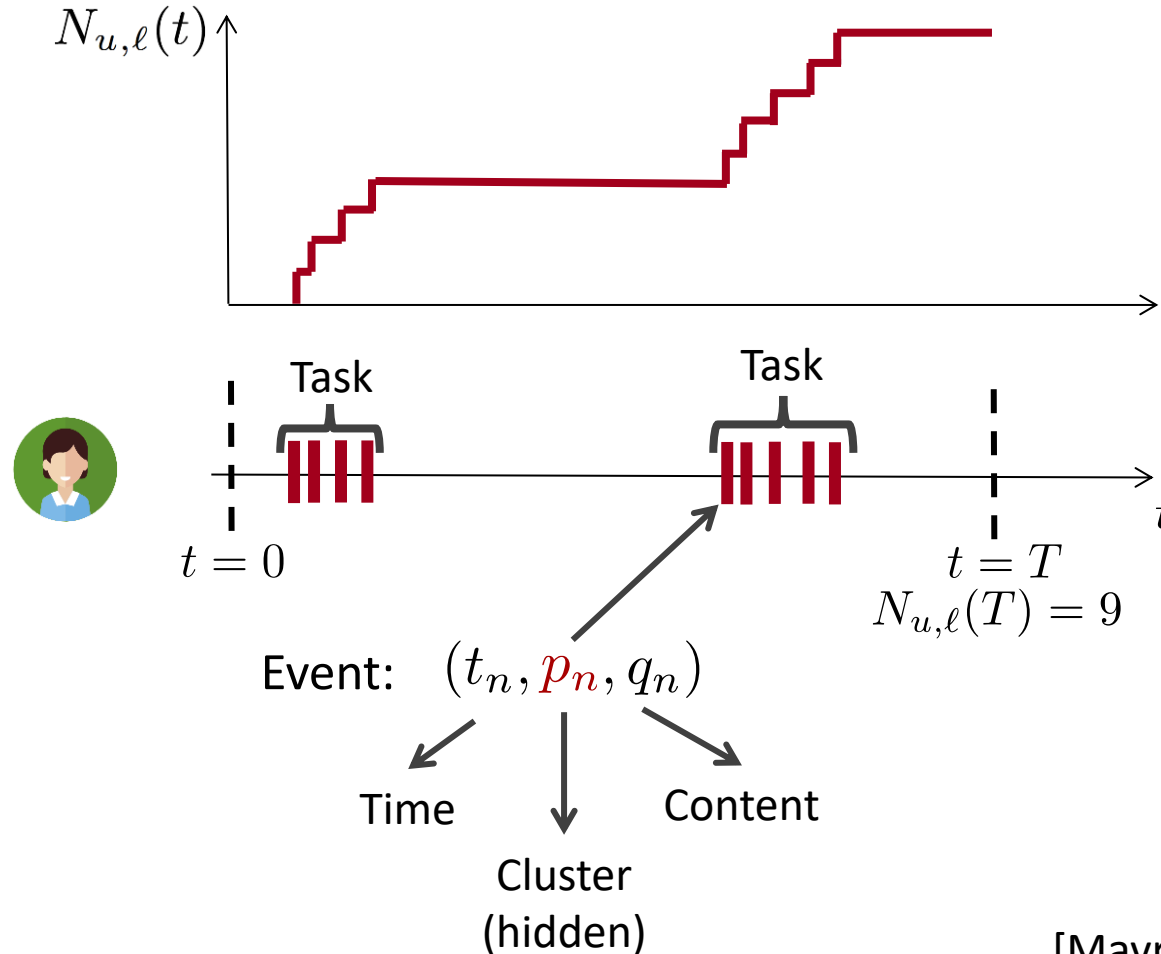 N_{u,ℓ}(t)
Task
Task
t
t = 0
t = T
N_{u,ℓ}(T) = 9
Event: (t_n, p_n, q_n)
Time
Content
Cluster
(hidden)